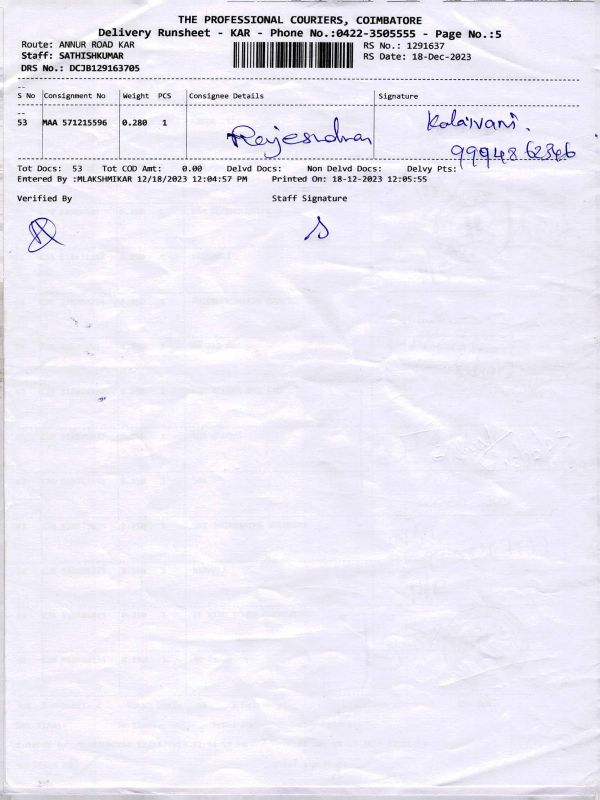 THE PROFESSIONAL COURIERS, COIMBATORE
Delivery Runsheet - KAR - Phone No.:0422-3505555 - Page No.:5
Route: ANNUR ROAD KAR
RS No.: 1291637
Staff: SATHISHKUMAR
RS Date: 18-Dec-2023
DRS No.: DCJB129163705
S No Consignment No Weight PCS Consignee Details Signature
53 MAA 571215596 0.280 1 Rajesndran Kalaivani.
99948 62346
Tot Docs: 53 Tot COD Amt: 0.00 Delvd Docs: Non Delvd Docs: Delvy Pts:
Entered By :MLAKSHMIKAR 12/18/2023 12:04:57 PM Printed On: 18-12-2023 12:05:55
Verified By Staff Signature